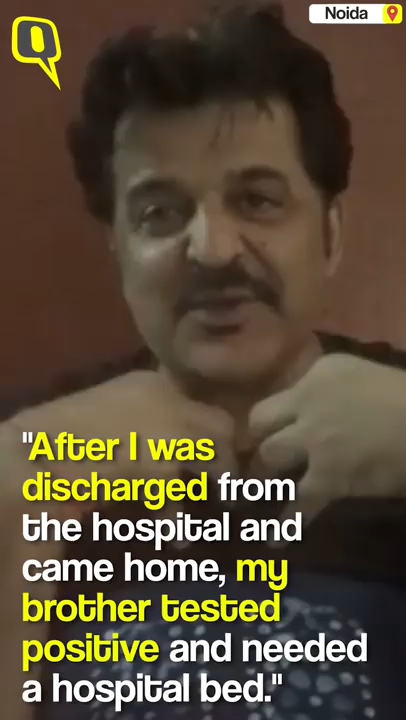 Noida
"After I was
discharged from
the hospital and
came home, my
brother tested
positive and needed
a hospital bed."